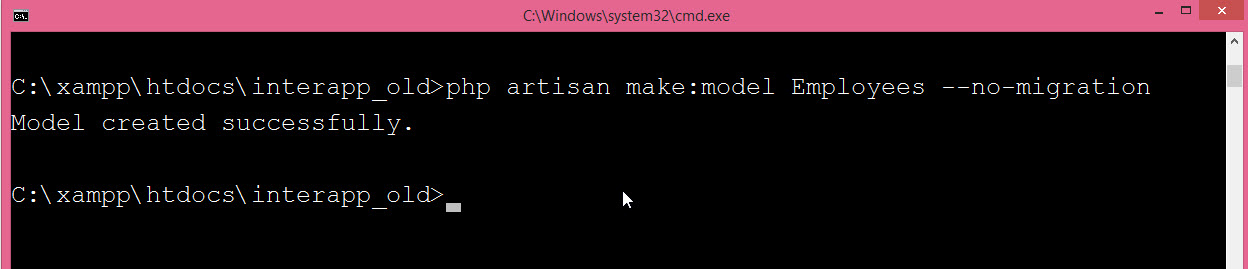 C:\Windows\system32\cmd.exe
C:\xampp\htdocs\interapp_old>php artisan make:model Employees --no-migration
Model created successfully.
C:\xampp\htdocs\interapp_old>